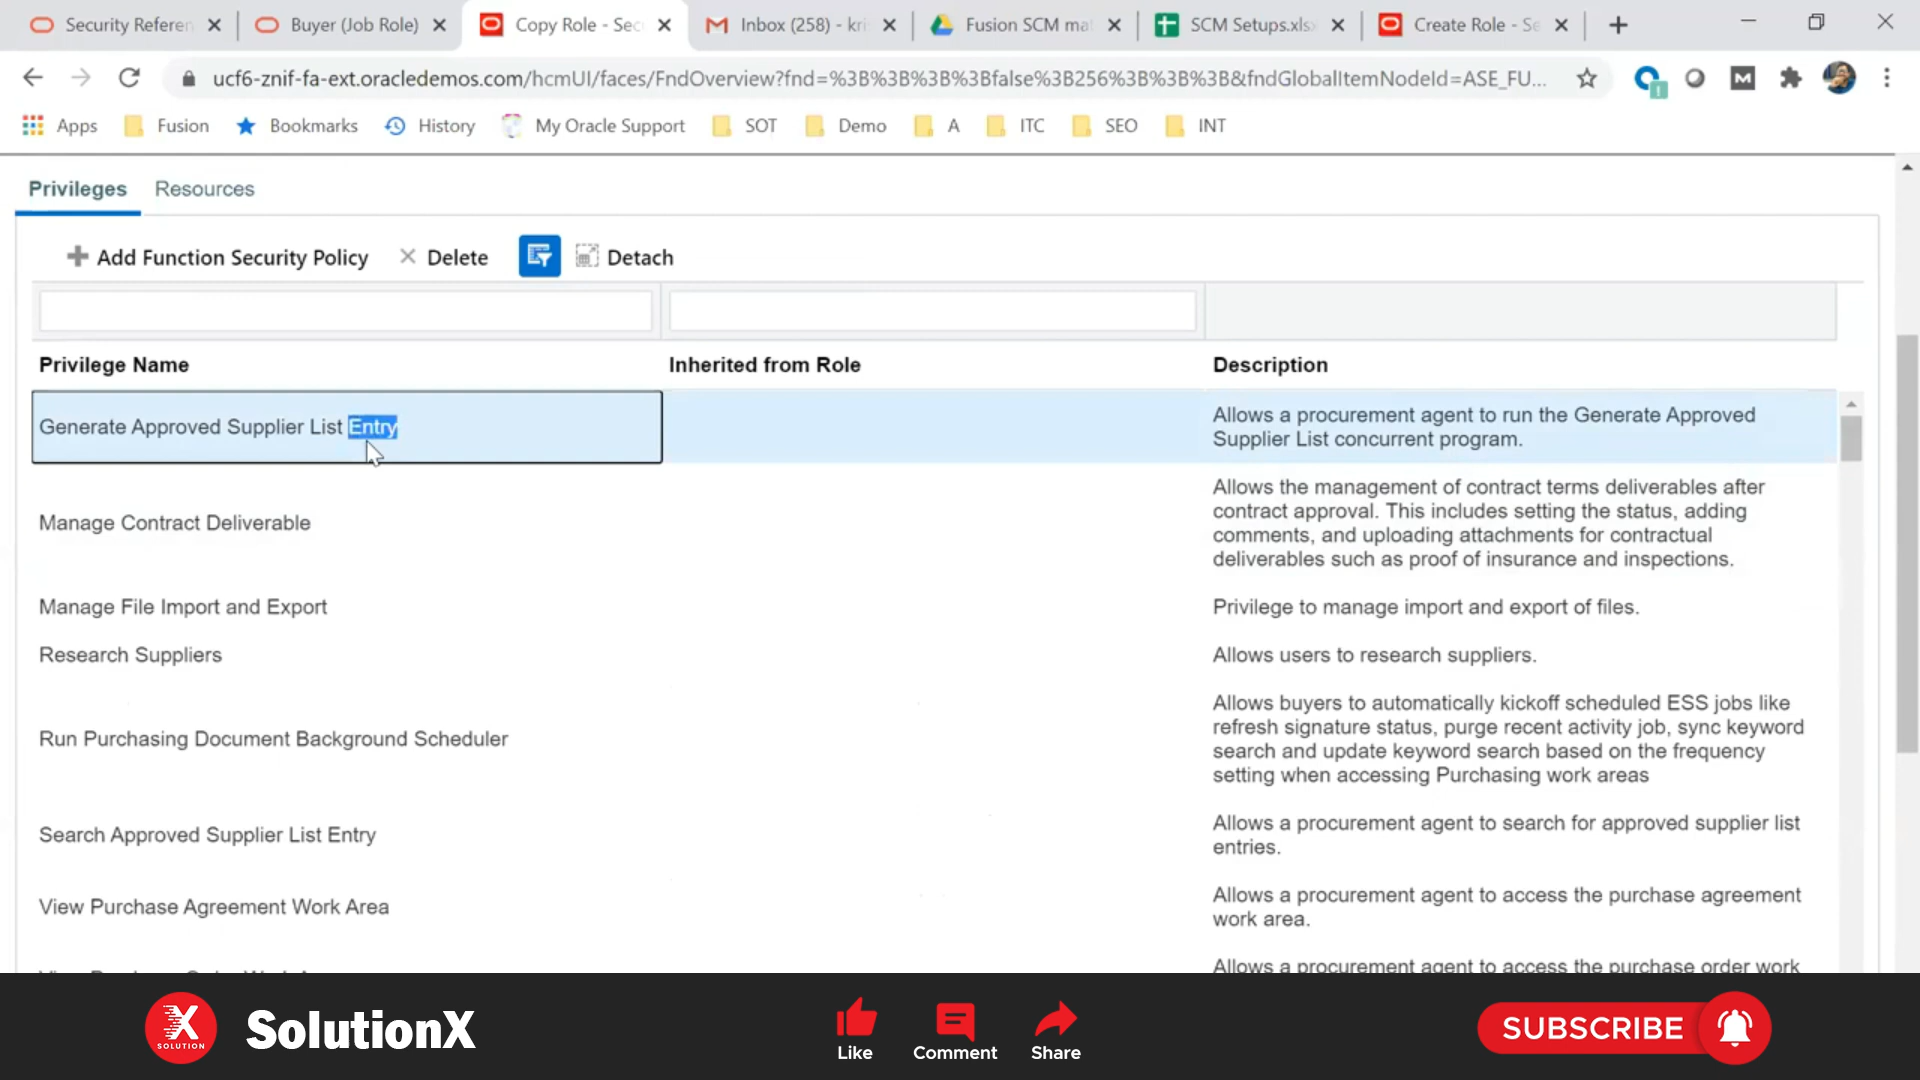 Security Referen
Buyer (Job Role)
Copy Role - Sec
Inbox (258) - kri
Fusion SCM mat
SCM Setups.xlsx
Create Role - Se
ucf6-znif-fa-ext.oracledemos.com/hcmUI/faces/FndOverview?fnd=%3B%3B%3B%3Bfalse%3B256%3B%3B%3B&fndGlobalItemNodeId=ASE_FU...
Apps
Fusion
Bookmarks
History
My Oracle Support
SOT
Demo
A
ITC
SEO
INT
Privileges
Resources
Add Function Security Policy
Delete
Detach
Privilege Name
Inherited from Role
Description
Generate Approved Supplier List Entry
Allows a procurement agent to run the Generate Approved
Supplier List concurrent program.
Manage Contract Deliverable
Allows the management of contract terms deliverables after
contract approval. This includes setting the status, adding
comments, and uploading attachments for contractual
deliverables such as proof of insurance and inspections.
Manage File Import and Export
Privilege to manage import and export of files.
Research Suppliers
Allows users to research suppliers.
Run Purchasing Document Background Scheduler
Allows buyers to automatically kickoff scheduled ESS jobs like
refresh signature status, purge recent activity job, sync keyword
search and update keyword search based on the frequency
setting when accessing Purchasing work areas
Search Approved Supplier List Entry
Allows a procurement agent to search for approved supplier list
entries.
View Purchase Agreement Work Area
Allows a procurement agent to access the purchase agreement
work area.
Allows a procurement agent to access the purchase order work
X
SOLUTION
SolutionX
Like
Comment
Share
SUBSCRIBE